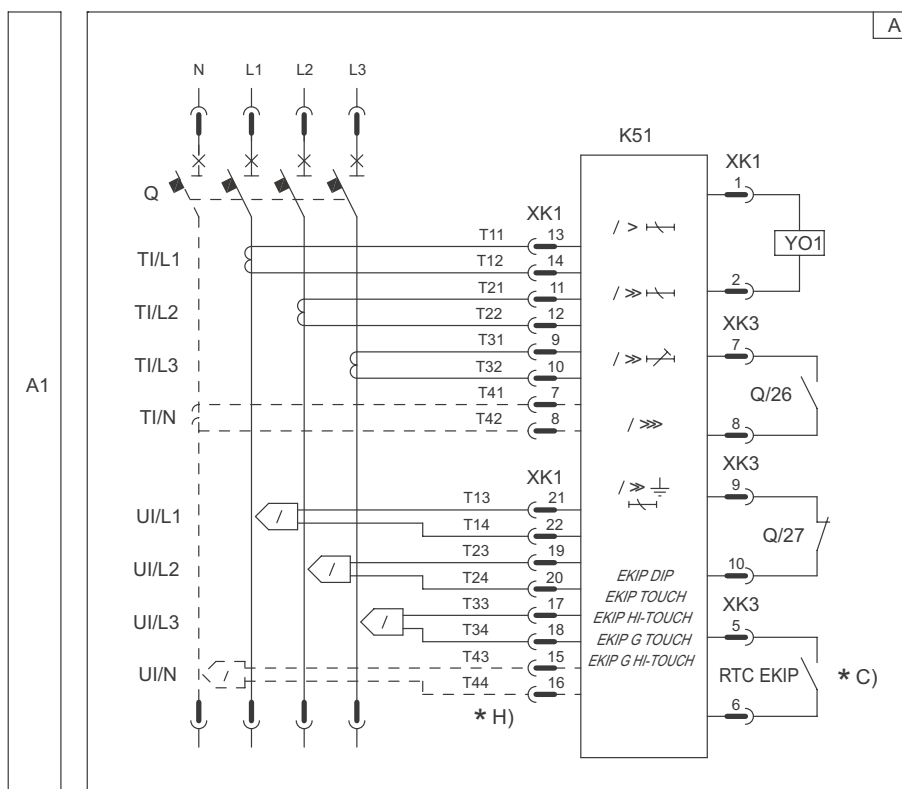 A
N L1 L2 L3
K51
XK1
1
Q
YO1
XK1
T11 13
/ >
TI/L1
T12 14
2
T21 11
/ ≫
TI/L2
T22 12
XK3
T31 9
7
/ ≫
TI/L3
T32 10
A1
Q/26
T41 7
TI/N
T42 8
/ ⋙
8
XK3
XK1
9
/ ≫
T13 21
UI/L1
/
T14 22
Q/27
T23 19
UI/L2
/
T24 20
EKIP DIP
10
EKIP TOUCH
XK3
T33 17
EKIP HI-TOUCH
UI/L3
/
T34 18
EKIP G TOUCH
5
T43 15
EKIP G HI-TOUCH
UI/N
/
RTC EKIP
* C)
T44 16
6
* H)